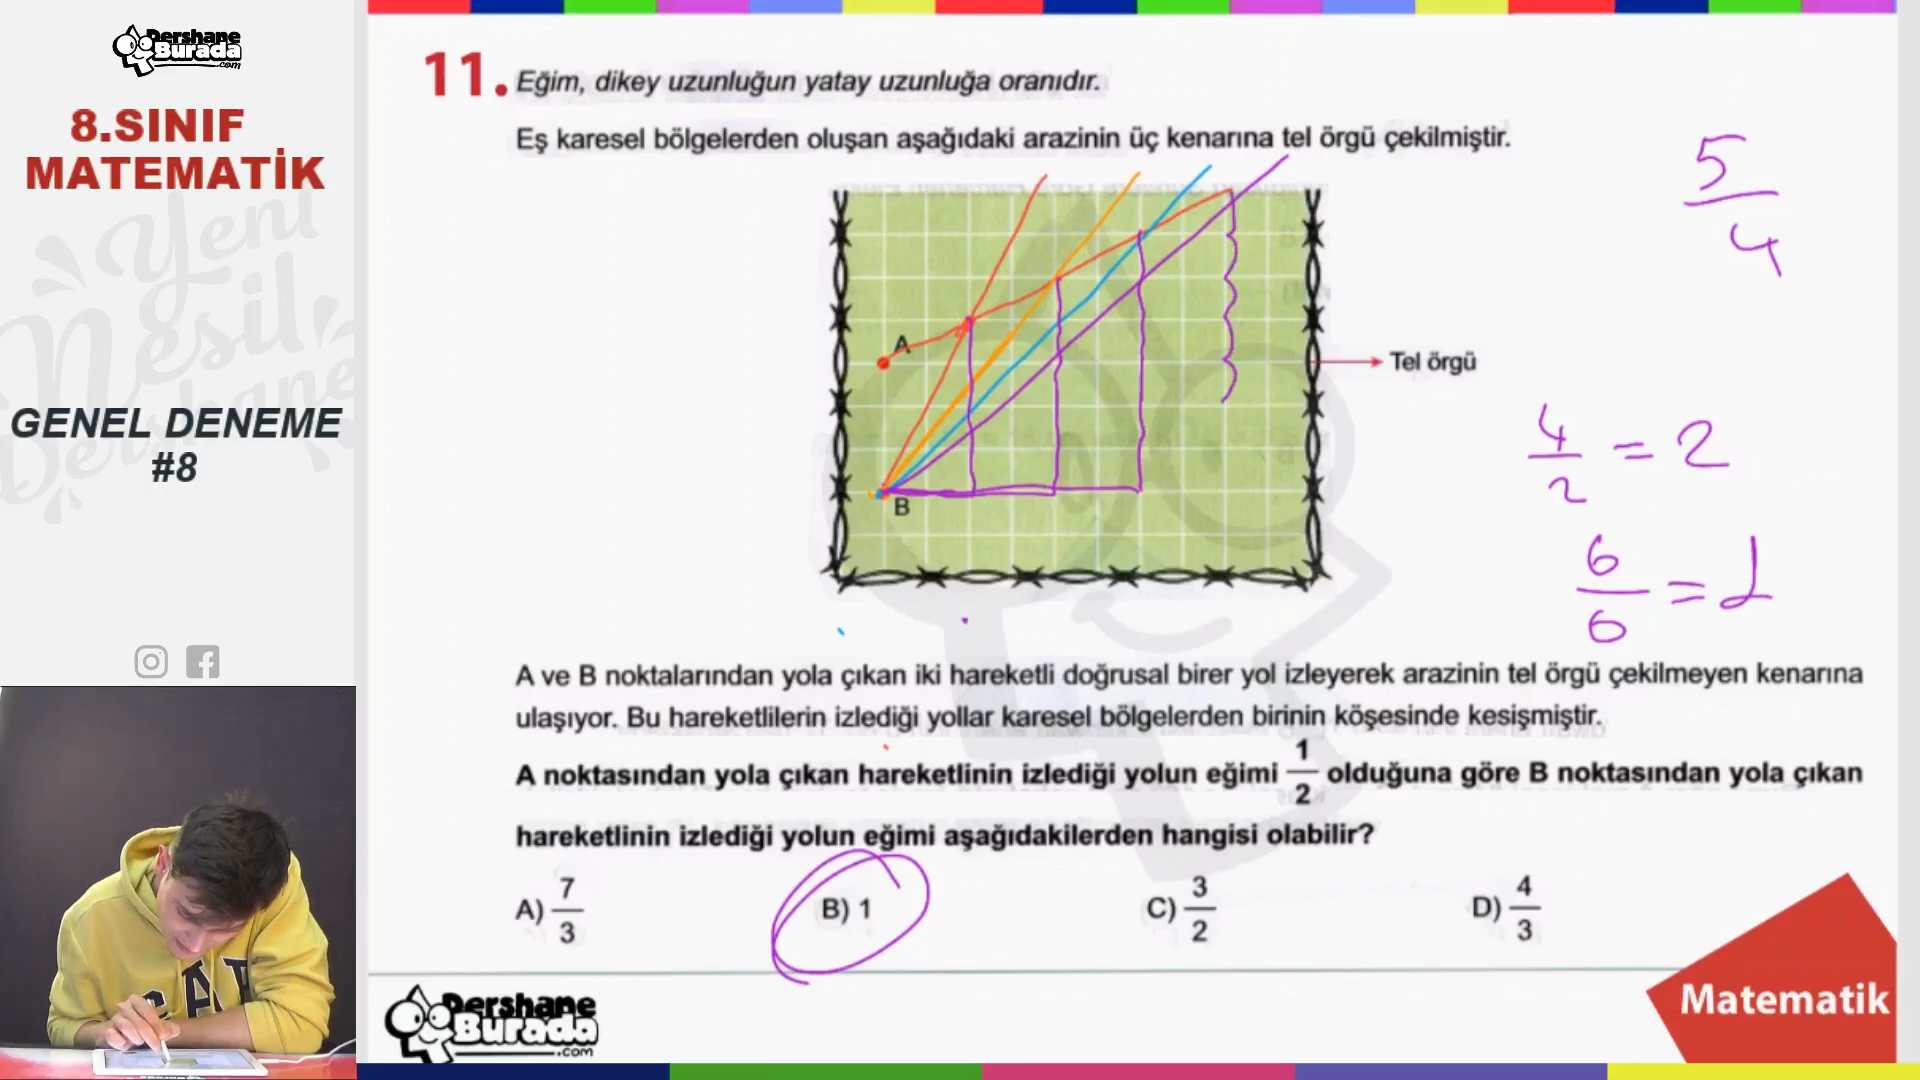 Dershane
Burada
.com
8.SINIF
MATEMATİK
Yeni
Nesil
Dershane
GENEL DENEME
#8
11. Eğim, dikey uzunluğun yatay uzunluğa oranıdır.
Eş karesel bölgelerden oluşan aşağıdaki arazinin üç kenarına tel örgü çekilmiştir.
A
B
Tel örgü
5/4
4/2 = 2
6/6 = 1
A ve B noktalarından yola çıkan iki hareketli doğrusal birer yol izleyerek arazinin tel örgü çekilmeyen kenarına
ulaşıyor. Bu hareketlilerin izlediği yollar karesel bölgelerden birinin köşesinde kesişmiştir.
A noktasından yola çıkan hareketlinin izlediği yolun eğimi 1/2 olduğuna göre B noktasından yola çıkan
hareketlinin izlediği yolun eğimi aşağıdakilerden hangisi olabilir?
A) 7/3 B) 1 C) 3/2 D) 4/3
Dershane
Burada
.com
Matematik
GAP